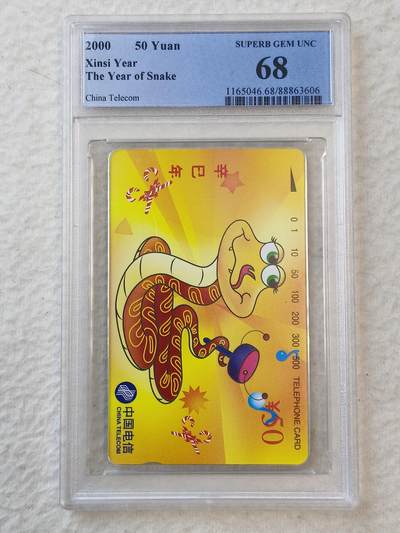 2000 50 Yuan
Xinsi Year
The Year of Snake
China Telecom
SUPERB GEM UNC
68
1165046.68/88863606
辛巳年
0 1 10 50 100 200 300 500 TELEPHONE CARD
¥50
中国电信
CHINA TELECOM